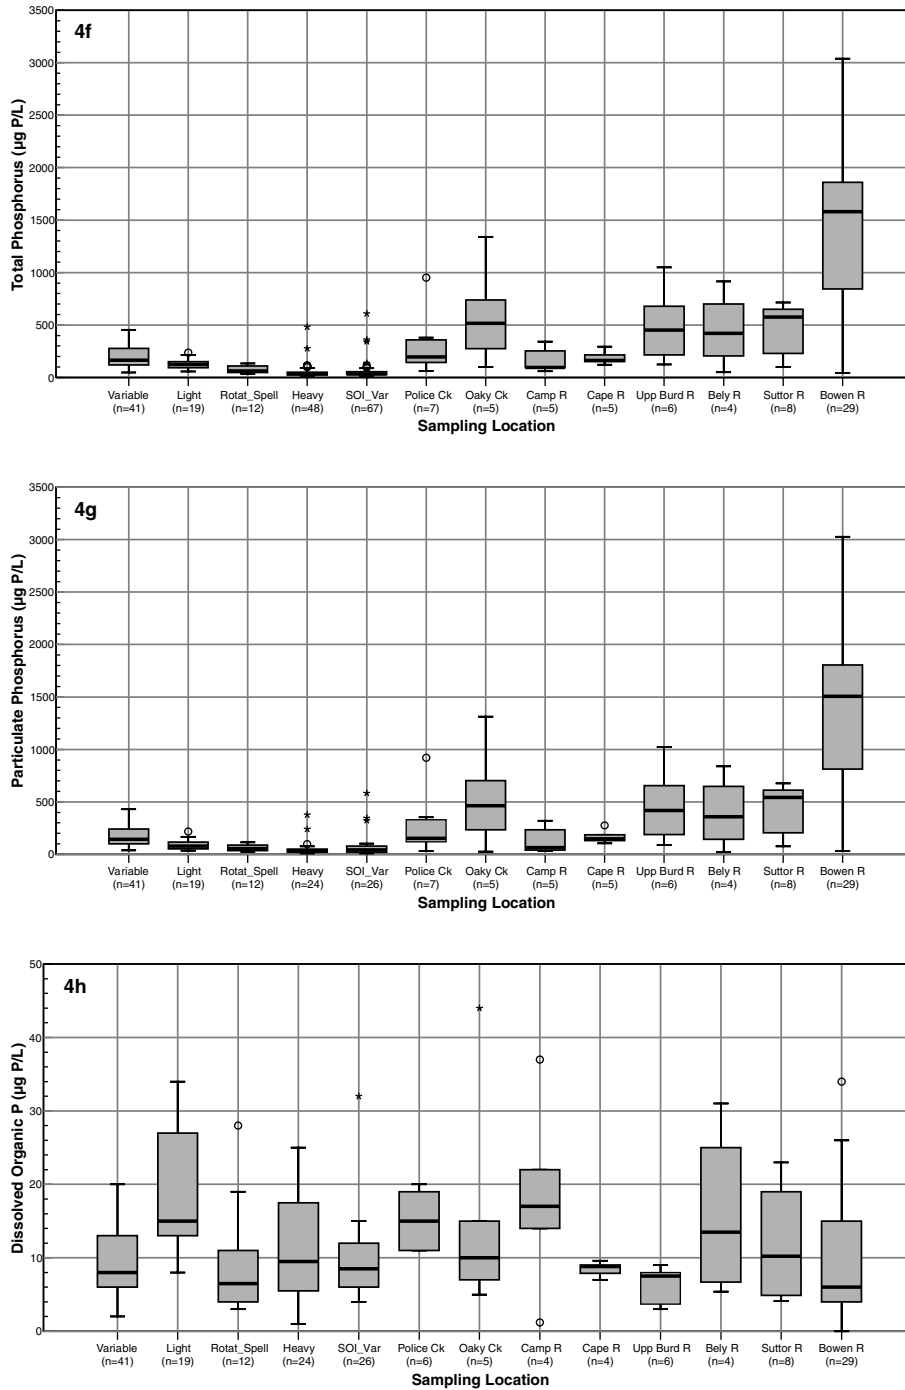 4f
Total Phosphorus (µg P/L)
3500
3000
2500
2000
1500
1000
500
0
Variable Light Rotat_Spell Heavy SOI_Var Police Ck Oaky Ck Camp R Cape R Upp Burd R Bely R Suttor R Bowen R
(n=41) (n=19) (n=12) (n=48) (n=67) (n=7) (n=5) (n=5) (n=5) (n=6) (n=4) (n=8) (n=29)
Sampling Location
4g
Particulate Phosphorus (µg P/L)
3500
3000
2500
2000
1500
1000
500
0
Variable Light Rotat_Spell Heavy SOI_Var Police Ck Oaky Ck Camp R Cape R Upp Burd R Bely R Suttor R Bowen R
(n=41) (n=19) (n=12) (n=24) (n=26) (n=7) (n=5) (n=5) (n=5) (n=6) (n=4) (n=8) (n=29)
Sampling Location
4h
Dissolved Organic P (µg P/L)
50
40
30
20
10
0
Variable Light Rotat_Spell Heavy SOI_Var Police Ck Oaky Ck Camp R Cape R Upp Burd R Bely R Suttor R Bowen R
(n=41) (n=19) (n=12) (n=24) (n=26) (n=6) (n=5) (n=4) (n=4) (n=6) (n=4) (n=8) (n=29)
Sampling Location